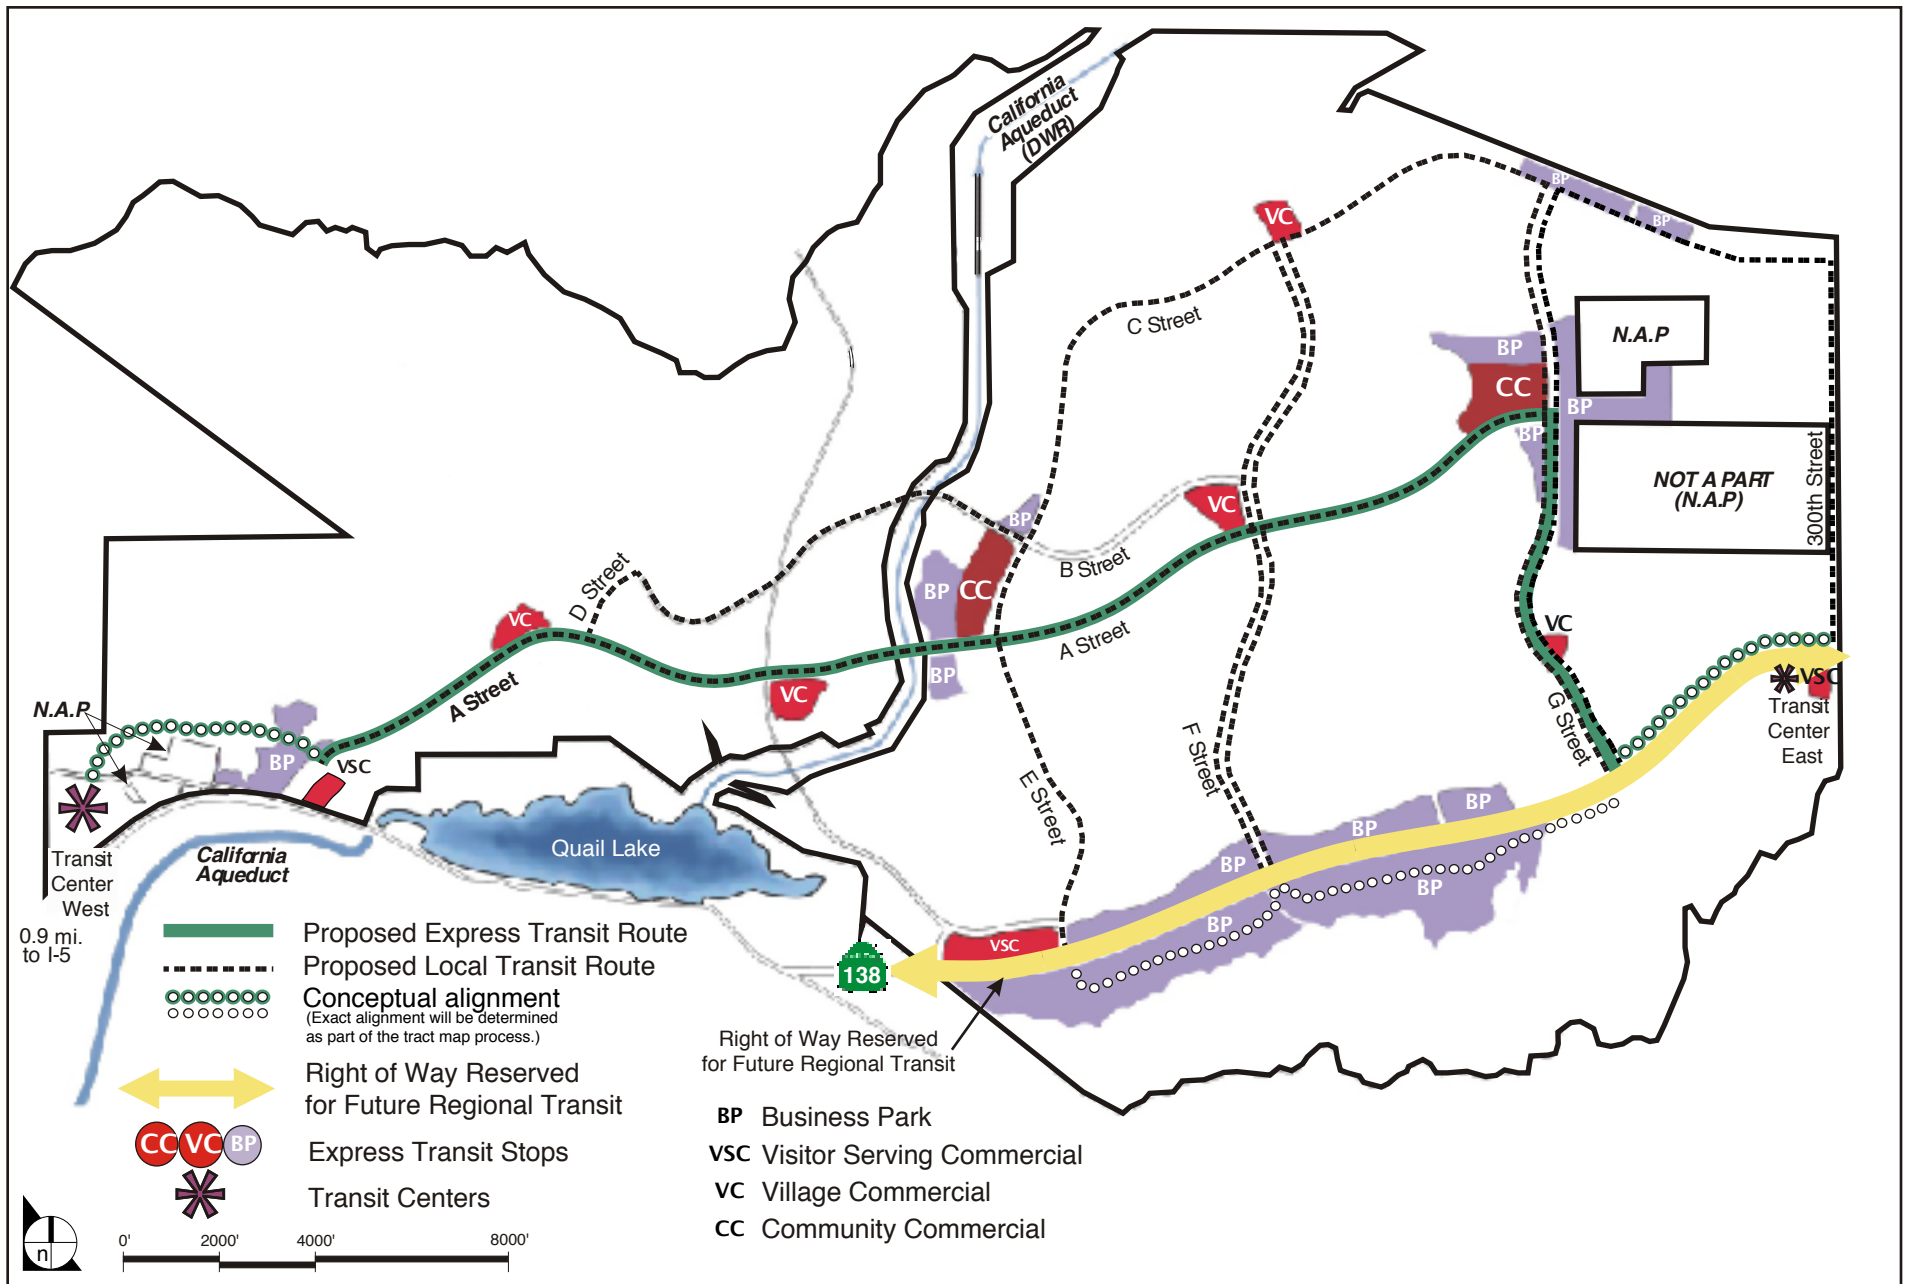 California
Aqueduct
(DWR)
BP
BP
VC
C Street
N.A.P
BP
CC
BP
BP
300th Street
NOT A PART
(N.A.P)
VC
BP
B Street
D Street
BP
CC
VC
A Street
VC
BP
VC
A Street
N.A.P
BP
VSC
G Street
VSC
Transit
Center
East
F Street
E Street
BP
BP
BP
BP
BP
VSC
138
Quail Lake
California
Aqueduct
Transit
Center
West
0.9 mi.
to I-5
Right of Way Reserved
for Future Regional Transit
Proposed Express Transit Route
Proposed Local Transit Route
Conceptual alignment
(Exact alignment will be determined
as part of the tract map process.)
Right of Way Reserved
for Future Regional Transit
CC VC BP
Express Transit Stops
Transit Centers
BP Business Park
VSC Visitor Serving Commercial
VC Village Commercial
CC Community Commercial
n
0' 2000' 4000' 8000'